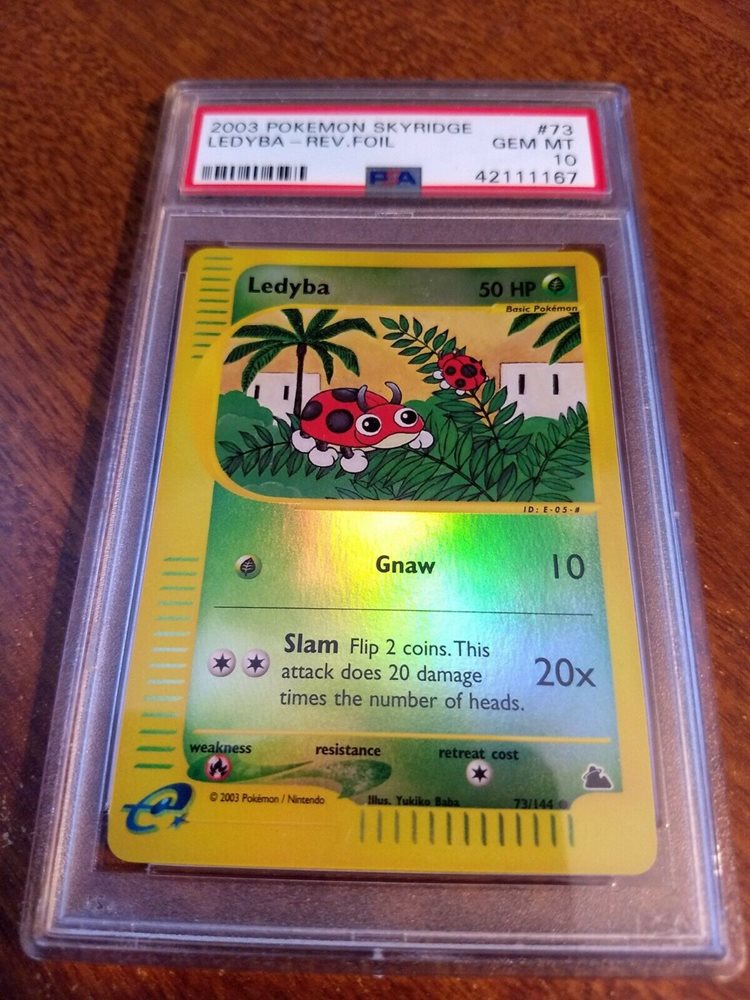 2003 POKEMON SKYRIDGE #73
LEDYBA - REV.FOIL GEM MT
10
PSA 42111167
Ledyba 50 HP
Basic Pokémon
ID: E-05-#
Gnaw 10
Slam Flip 2 coins. This
attack does 20 damage 20x
times the number of heads.
weakness resistance retreat cost
© 2003 Pokémon / Nintendo Illus. Yukiko Baba 73/144
e